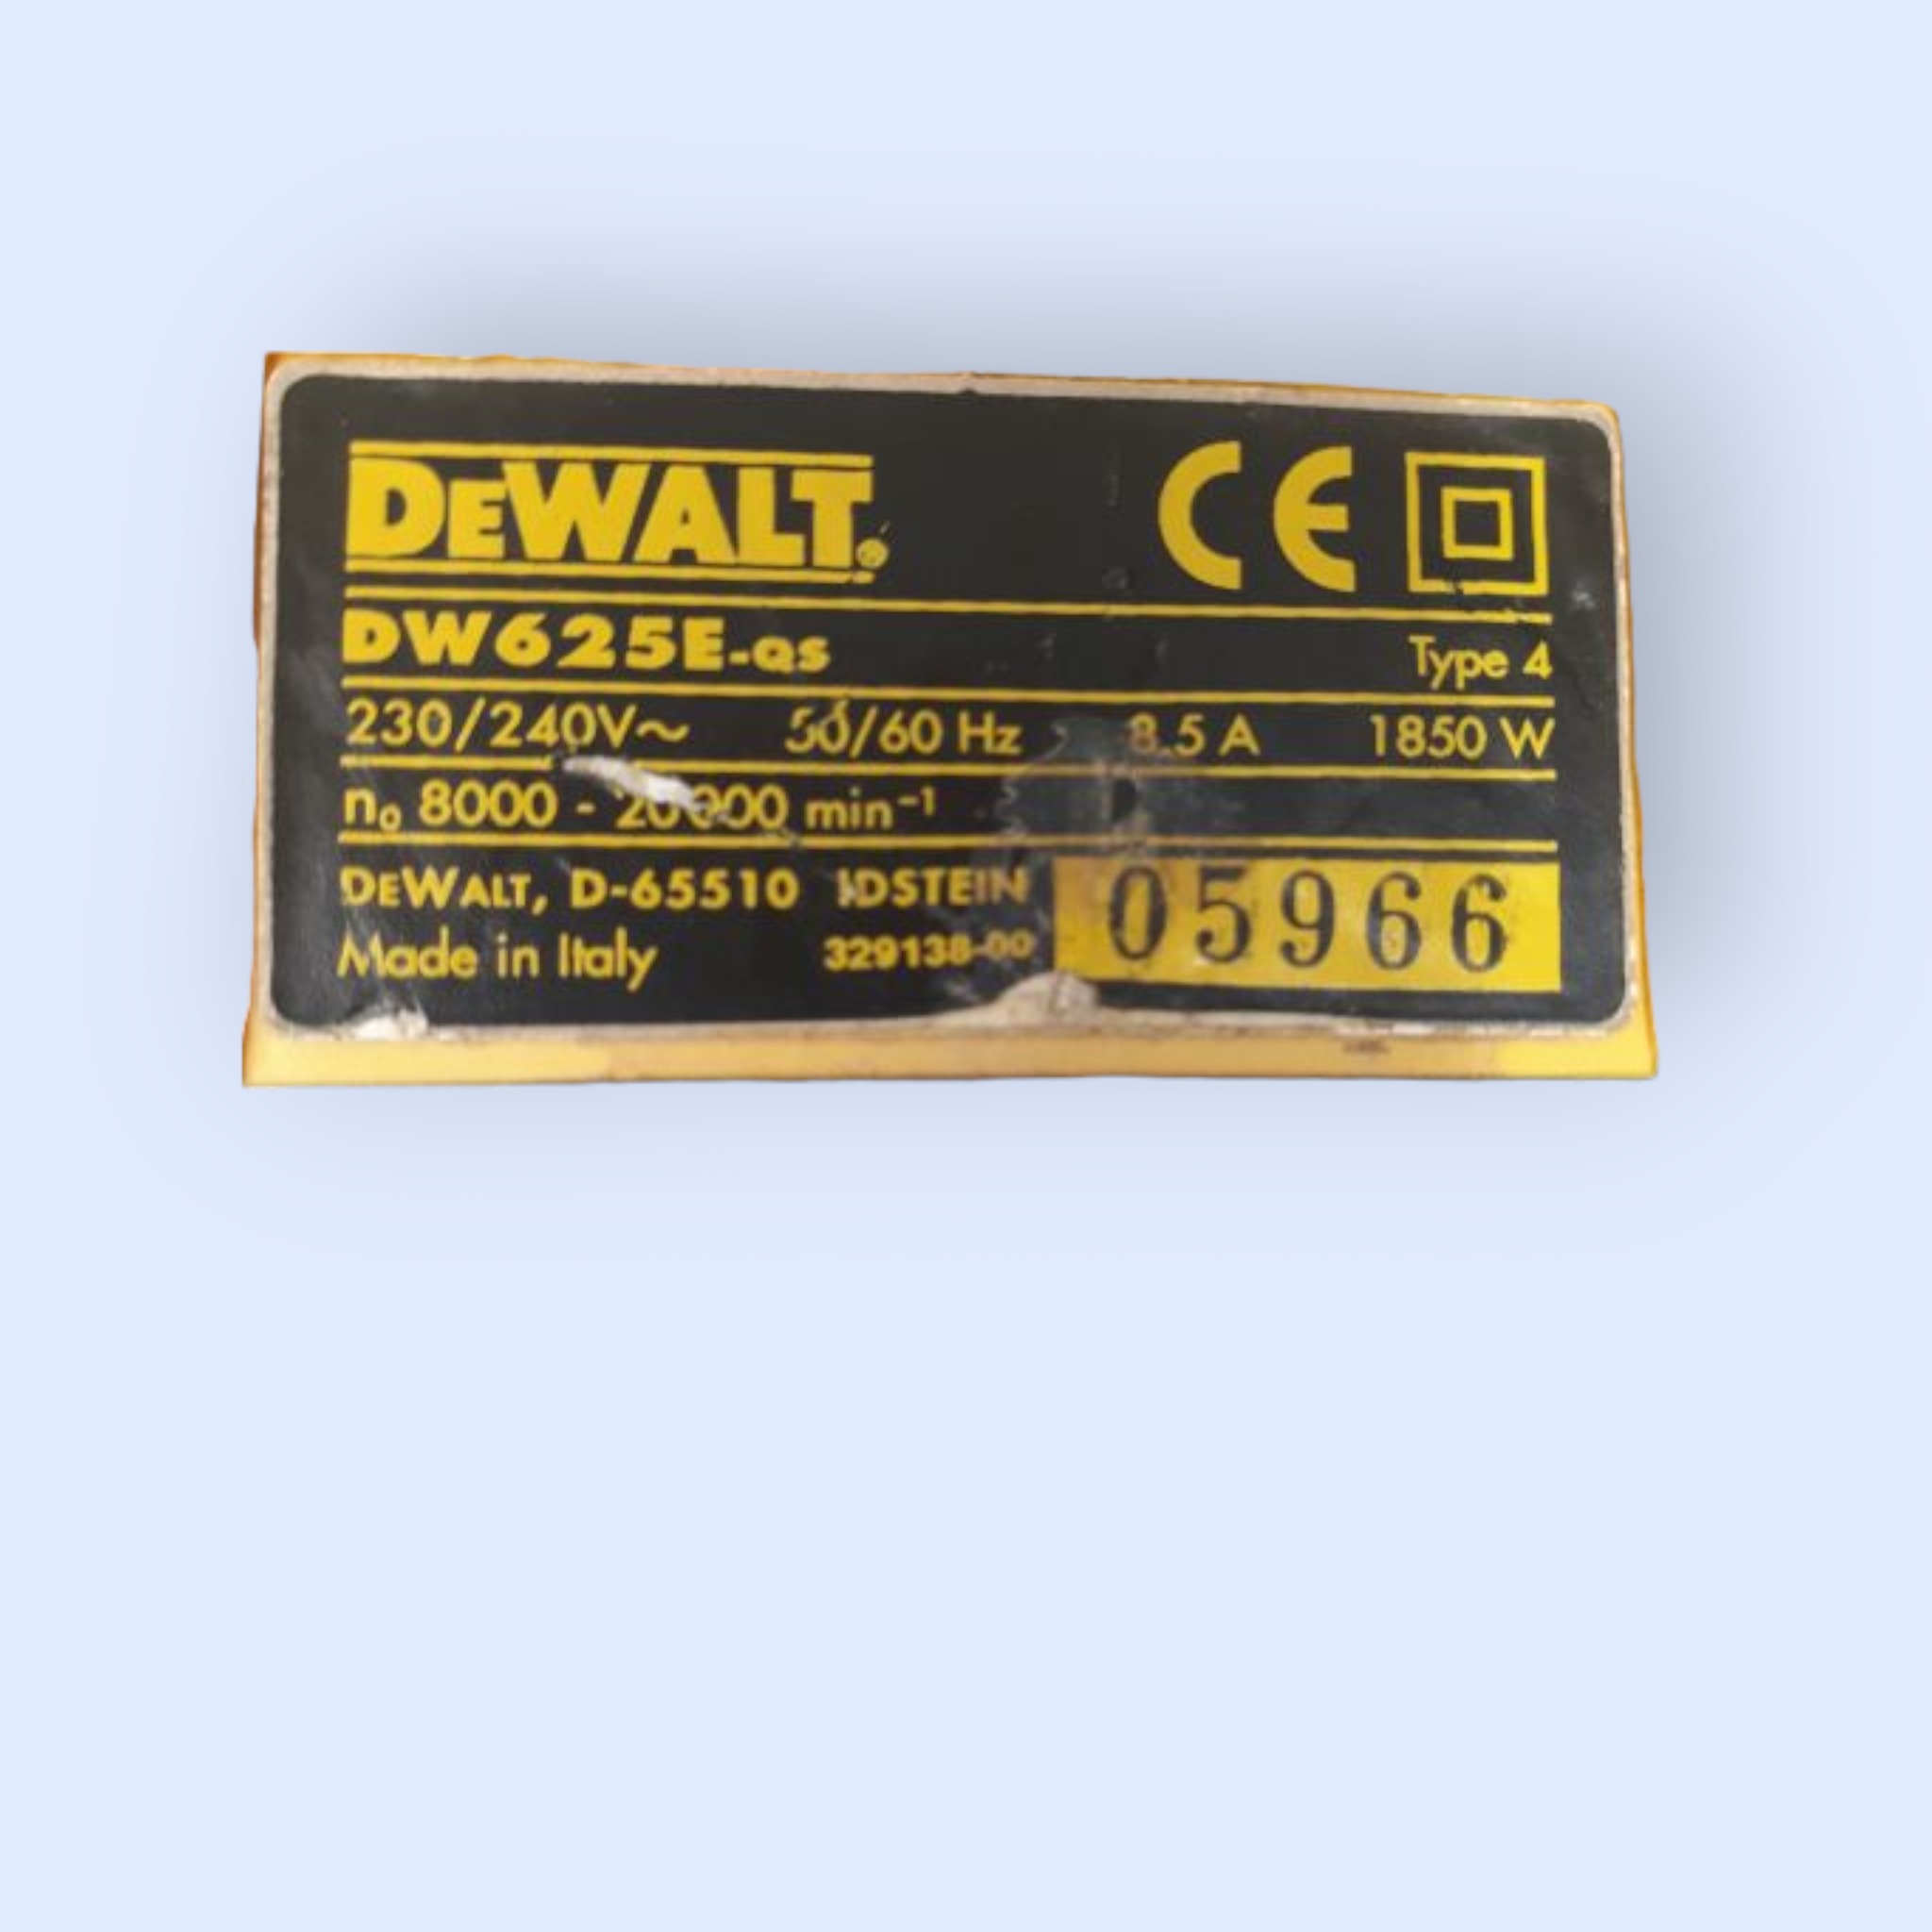 DEWALT® CE
DW625E-QS Type 4
230/240V~ 50/60 Hz 8.5 A 1850 W
n₀ 8000 - 20000 min⁻¹
DEWALT, D-65510 IDSTEIN 05966
Made in Italy 329138-00